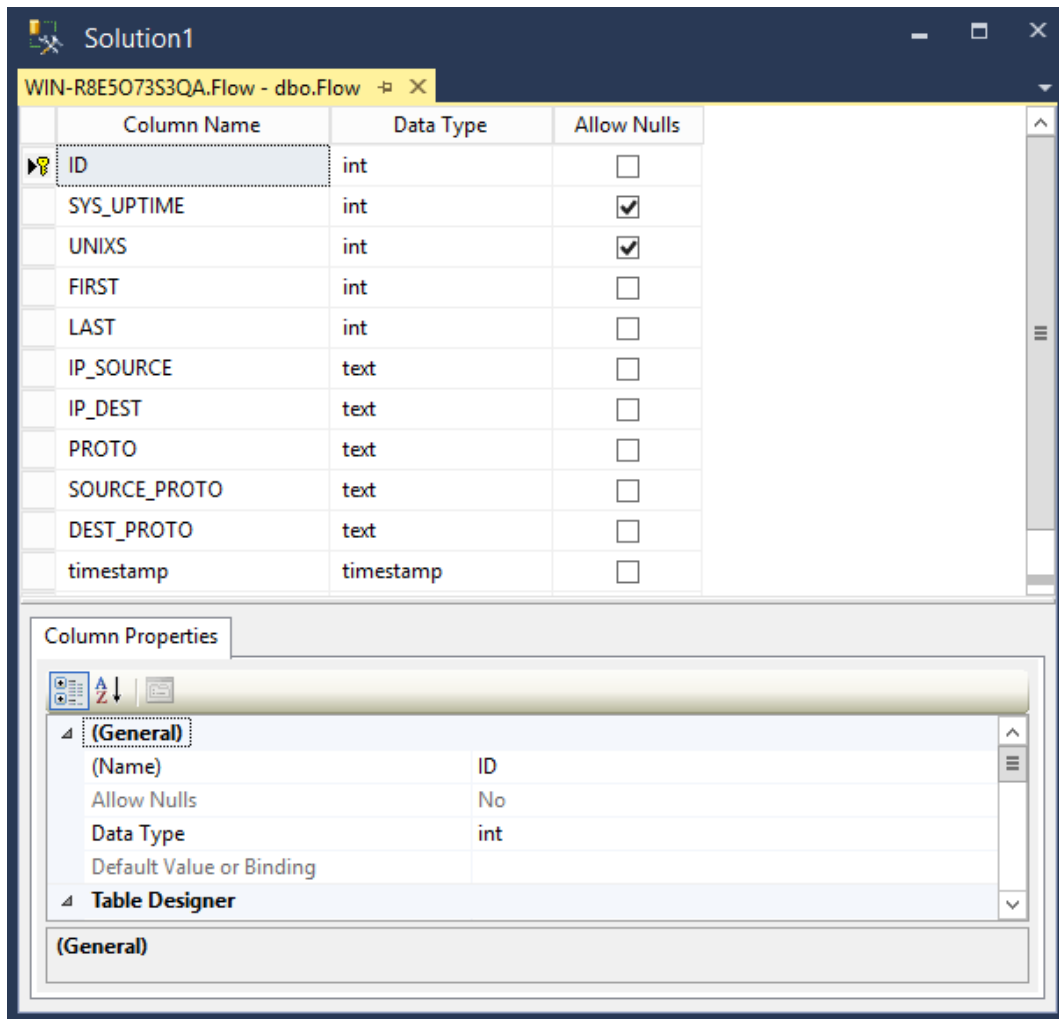 Solution1
WIN-R8E5O73S3QA.Flow - dbo.Flow
Column Name Data Type Allow Nulls
ID int
SYS_UPTIME int
UNIXS int
FIRST int
LAST int
IP_SOURCE text
IP_DEST text
PROTO text
SOURCE_PROTO text
DEST_PROTO text
timestamp timestamp
Column Properties
A
Z
(General)
(Name) ID
Allow Nulls No
Data Type int
Default Value or Binding
Table Designer
(General)